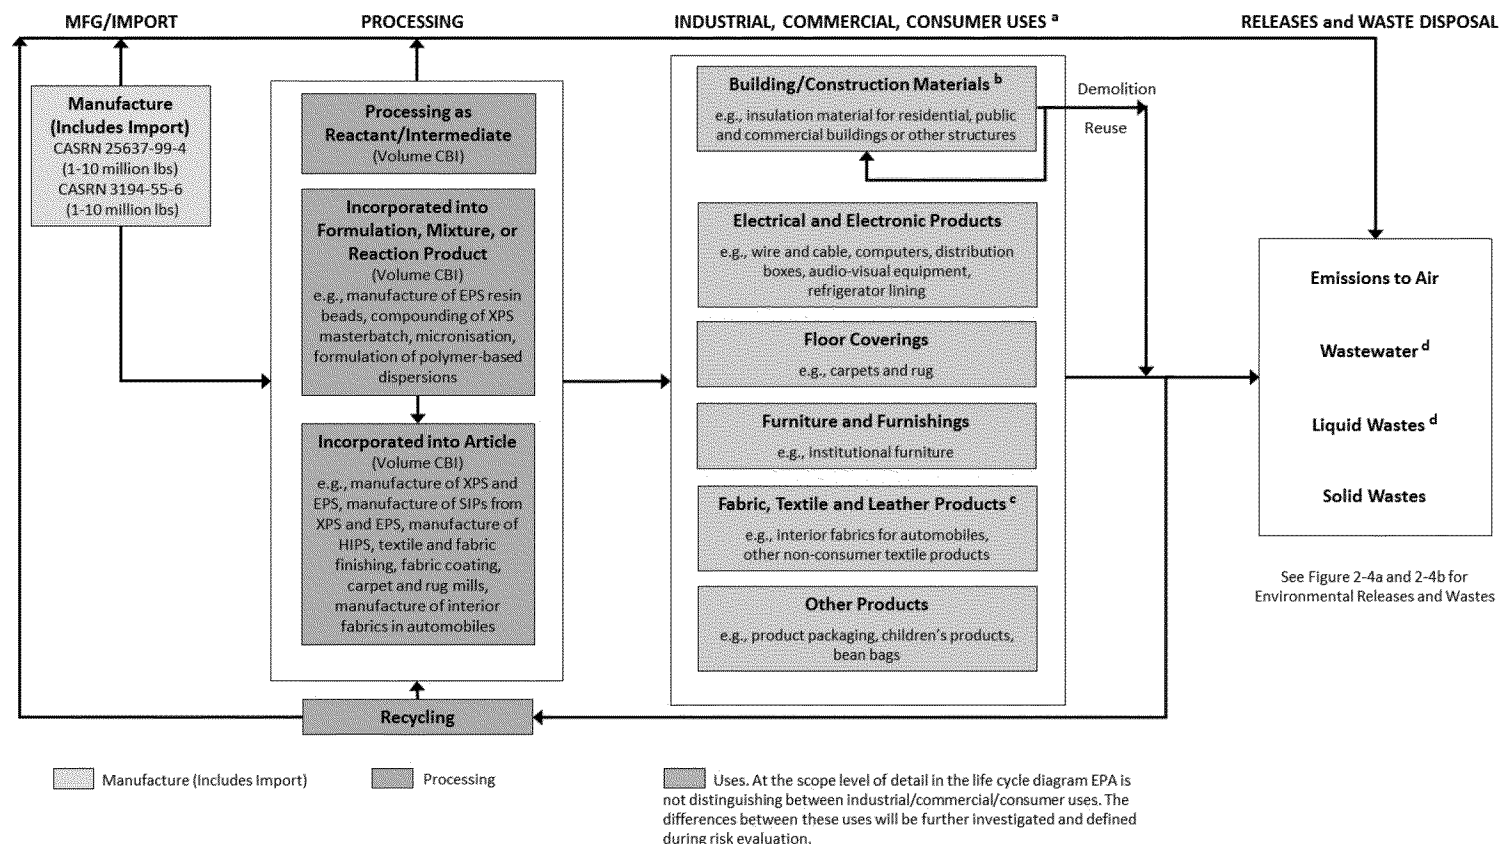 MFG/IMPORT
PROCESSING
INDUSTRIAL, COMMERCIAL, CONSUMER USES a
RELEASES and WASTE DISPOSAL
Manufacture
(Includes Import)
CASRN 25637-99-4
(1-10 million lbs)
CASRN 3194-55-6
(1-10 million lbs)
Processing as
Reactant/Intermediate
(Volume CBI)
Incorporated into
Formulation, Mixture, or
Reaction Product
(Volume CBI)
e.g., manufacture of EPS resin
beads, compounding of XPS
masterbatch, micronisation,
formulation of polymer-based
dispersions
Incorporated into Article
(Volume CBI)
e.g., manufacture of XPS and
EPS, manufacture of SIPs from
XPS and EPS, manufacture of
HIPS, textile and fabric
finishing, fabric coating,
carpet and rug mills,
manufacture of interior
fabrics in automobiles
Recycling
Building/Construction Materials b
e.g., insulation material for residential, public
and commercial buildings or other structures
Demolition
Reuse
Electrical and Electronic Products
e.g., wire and cable, computers, distribution
boxes, audio-visual equipment,
refrigerator lining
Floor Coverings
e.g., carpets and rug
Furniture and Furnishings
e.g., institutional furniture
Fabric, Textile and Leather Products c
e.g., interior fabrics for automobiles,
other non-consumer textile products
Other Products
e.g., product packaging, children's products,
bean bags
Emissions to Air
Wastewater d
Liquid Wastes d
Solid Wastes
See Figure 2-4a and 2-4b for
Environmental Releases and Wastes
Manufacture (Includes Import)
Processing
Uses. At the scope level of detail in the life cycle diagram EPA is
not distinguishing between industrial/commercial/consumer uses. The
differences between these uses will be further investigated and defined
during risk evaluation.